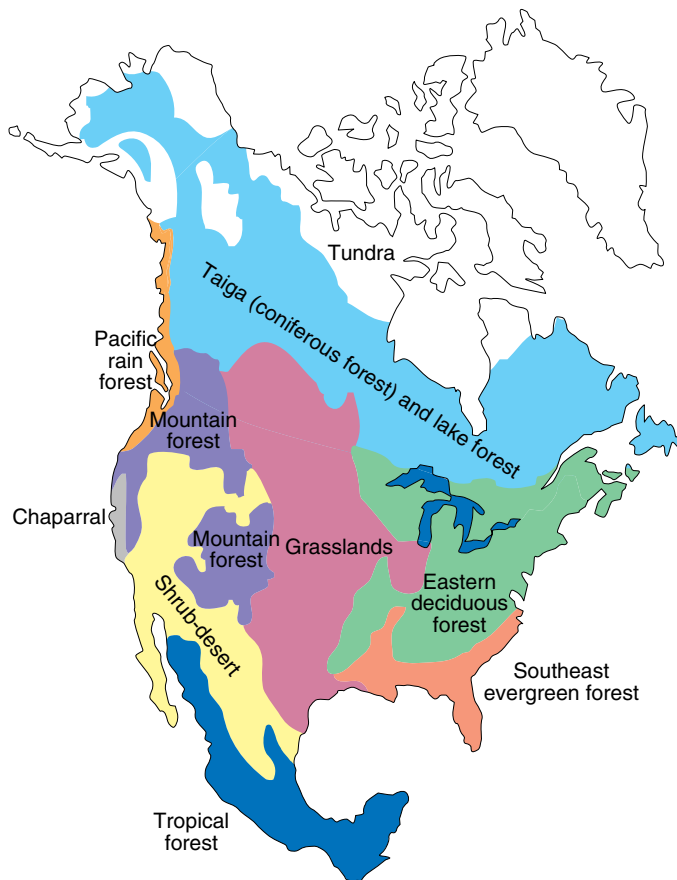 Tundra
Taiga (coniferous forest) and lake forest
Pacific
rain
forest
Mountain
forest
Chaparral
Mountain
forest
Grasslands
Eastern
deciduous
forest
Shrub-desert
Southeast
evergreen forest
Tropical
forest